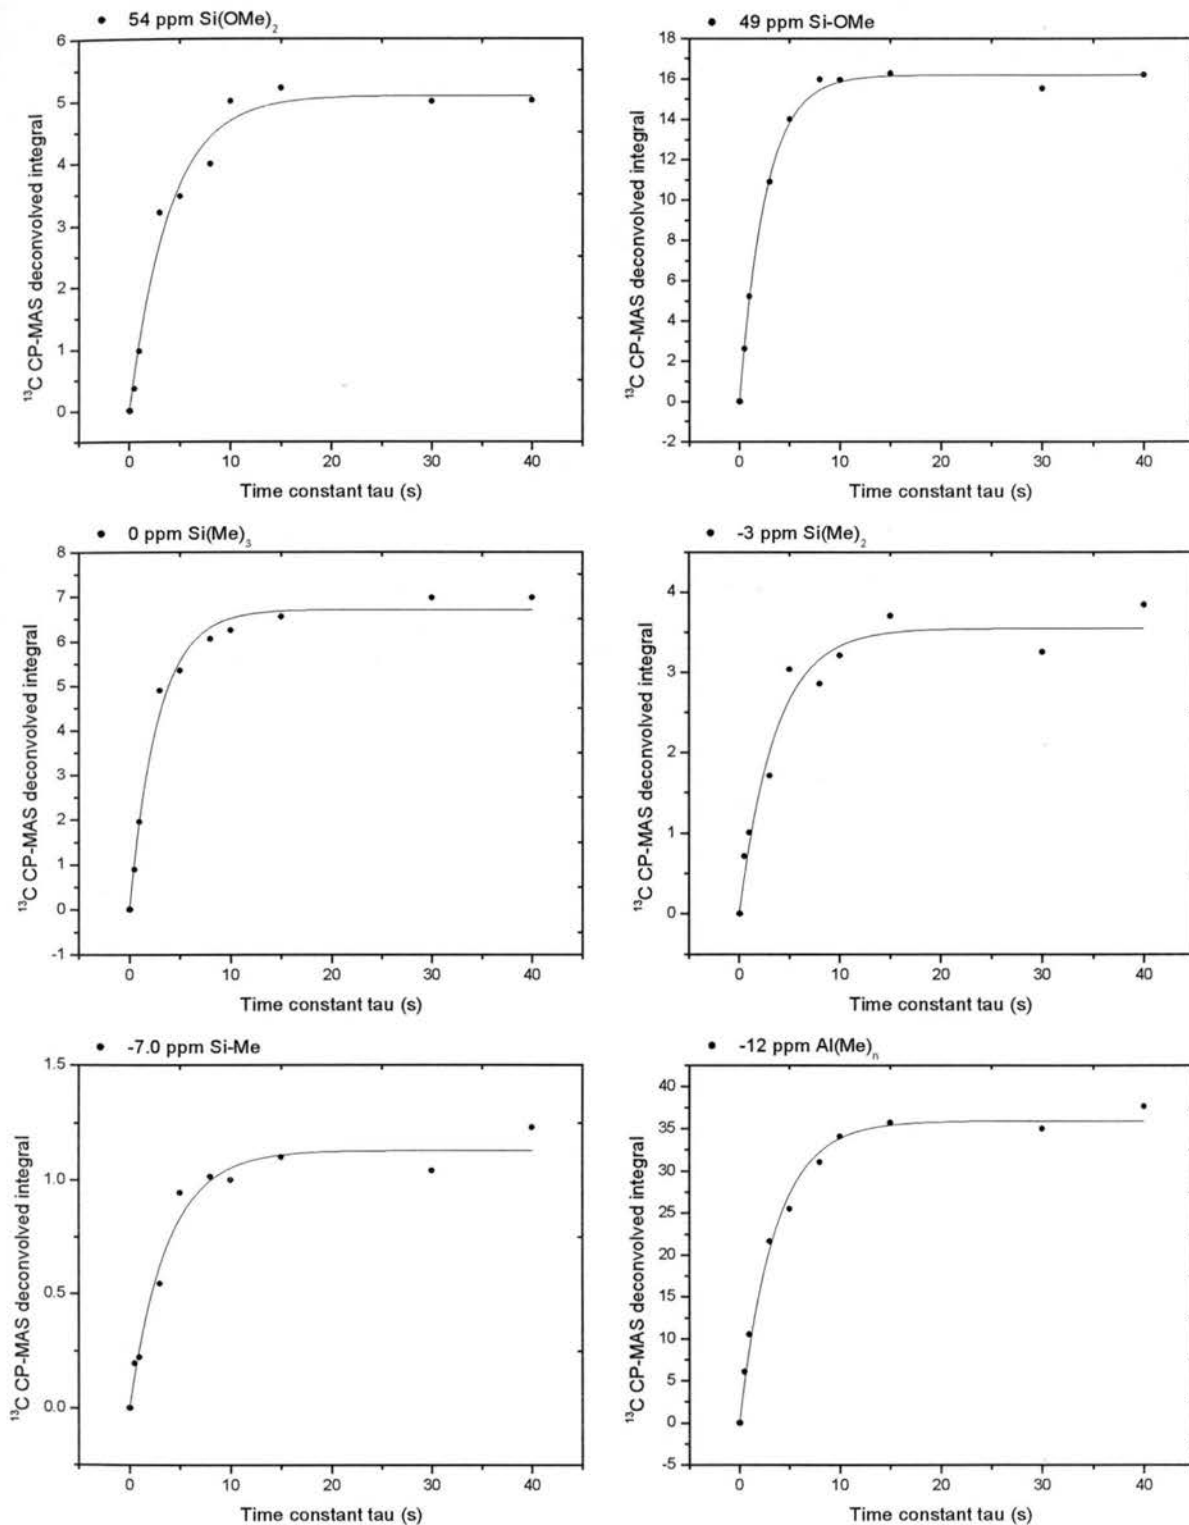 54 ppm Si(OMe)₂
6
5
4
3
2
1
0
¹³C CP-MAS deconvolved integral
0 10 20 30 40
Time constant tau (s)
49 ppm Si-OMe
18
16
14
12
10
8
6
4
2
0
-2
¹³C CP-MAS deconvolved integral
0 10 20 30 40
Time constant tau (s)
0 ppm Si(Me)₃
8
7
6
5
4
3
2
1
0
-1
¹³C CP-MAS deconvolved integral
0 10 20 30 40
Time constant tau (s)
-3 ppm Si(Me)₂
4
3
2
1
0
¹³C CP-MAS deconvolved integral
0 10 20 30 40
Time constant tau (s)
-7.0 ppm Si-Me
1.5
1.0
0.5
0.0
¹³C CP-MAS deconvolved integral
0 10 20 30 40
Time constant tau (s)
-12 ppm Al(Me)ₙ
40
35
30
25
20
15
10
5
0
-5
¹³C CP-MAS deconvolved integral
0 10 20 30 40
Time constant tau (s)